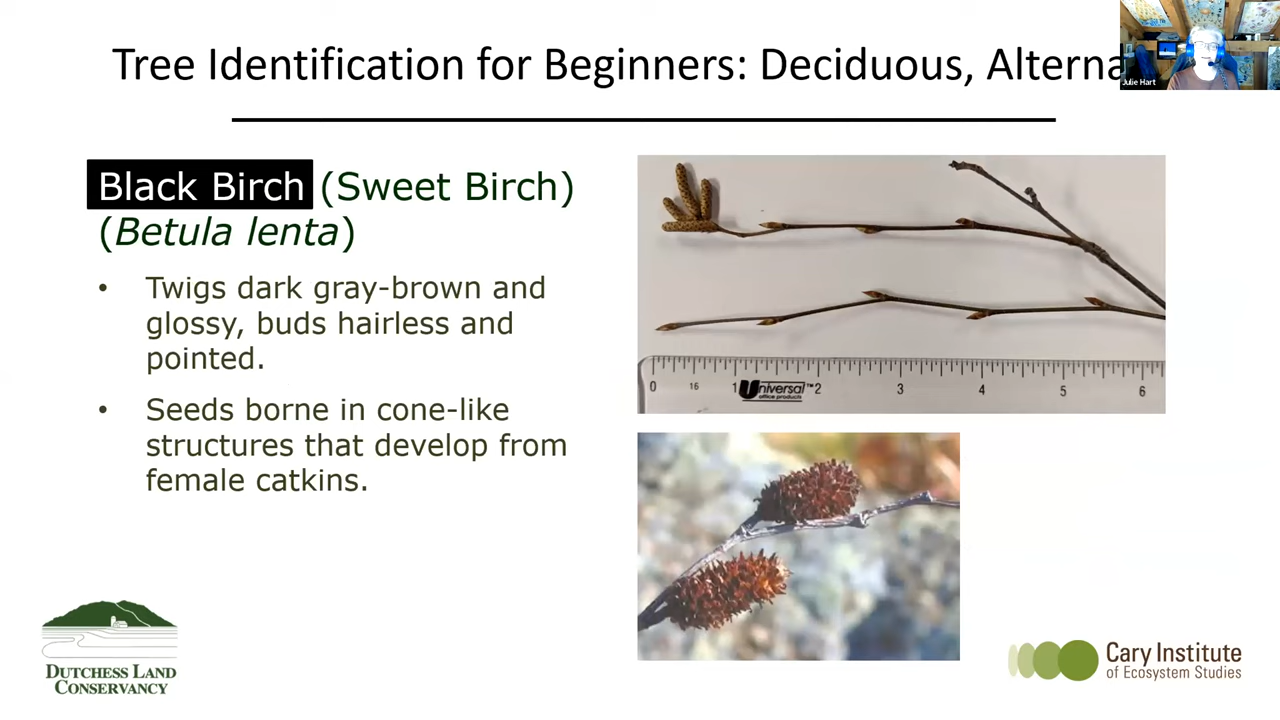 Tree Identification for Beginners: Deciduous, Alterna
Julie Hart
Black Birch (Sweet Birch)
(Betula lenta)
• Twigs dark gray-brown and
glossy, buds hairless and
pointed.
• Seeds borne in cone-like
structures that develop from
female catkins.
0 16 1 Universal™ 2 3 4 5 6
office products
DUTCHESS LAND
CONSERVANCY
Cary Institute
of Ecosystem Studies